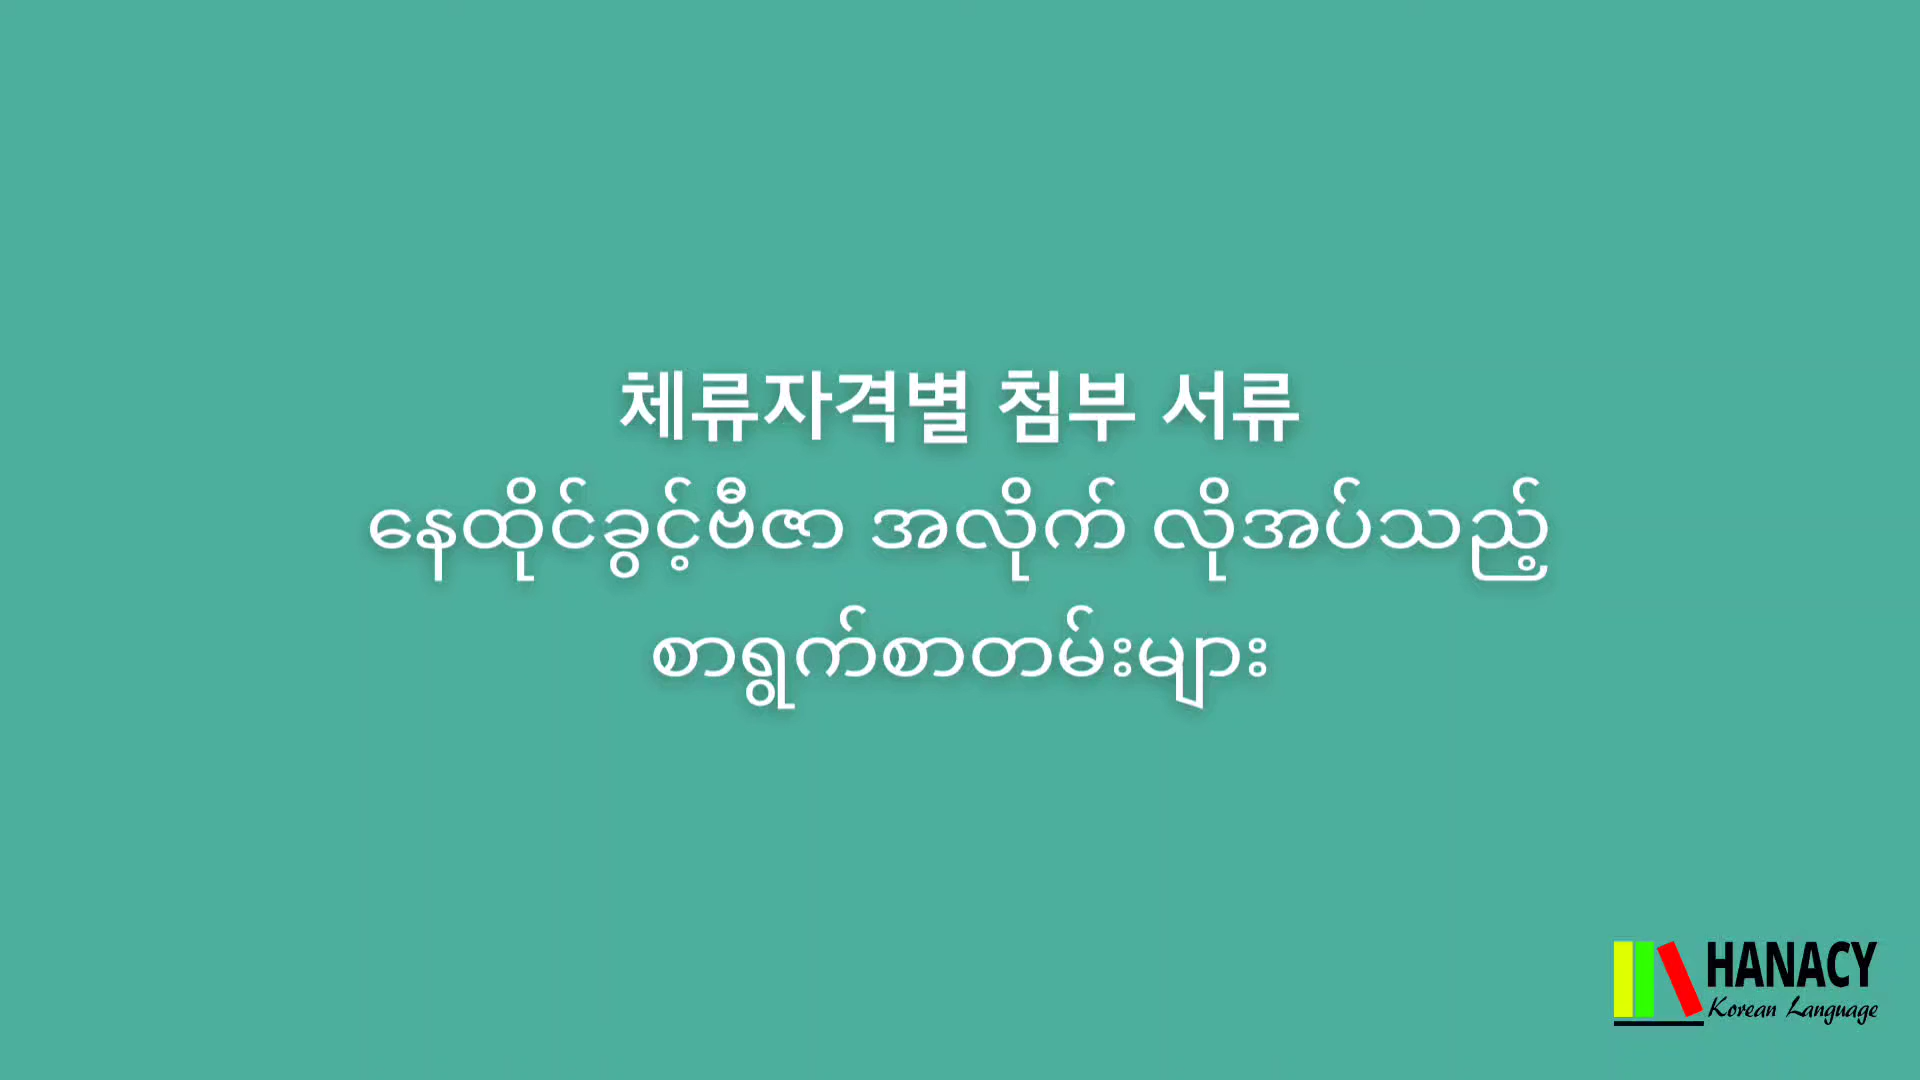 체류자격별 첨부 서류
နေထိုင်ခွင့်ဗီဇာ အလိုက် လိုအပ်သည့်
စာရွက်စာတမ်းများ
HANACY
Korean Language